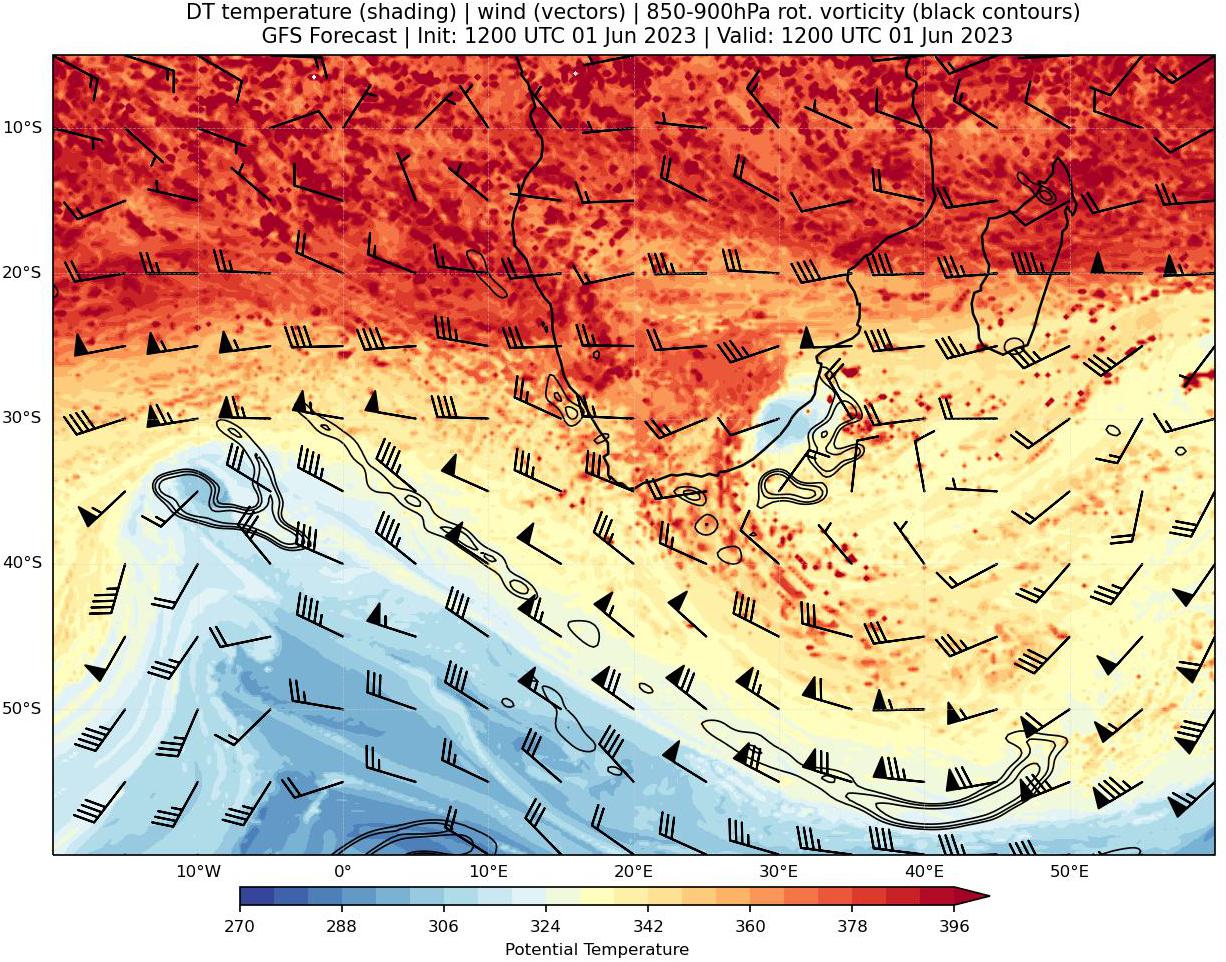 DT temperature (shading) | wind (vectors) | 850-900hPa rot. vorticity (black contours)
GFS Forecast | Init: 1200 UTC 01 Jun 2023 | Valid: 1200 UTC 01 Jun 2023
10°S
20°S
30°S
40°S
50°S
10°W 0° 10°E 20°E 30°E 40°E 50°E
270 288 306 324 342 360 378 396
Potential Temperature